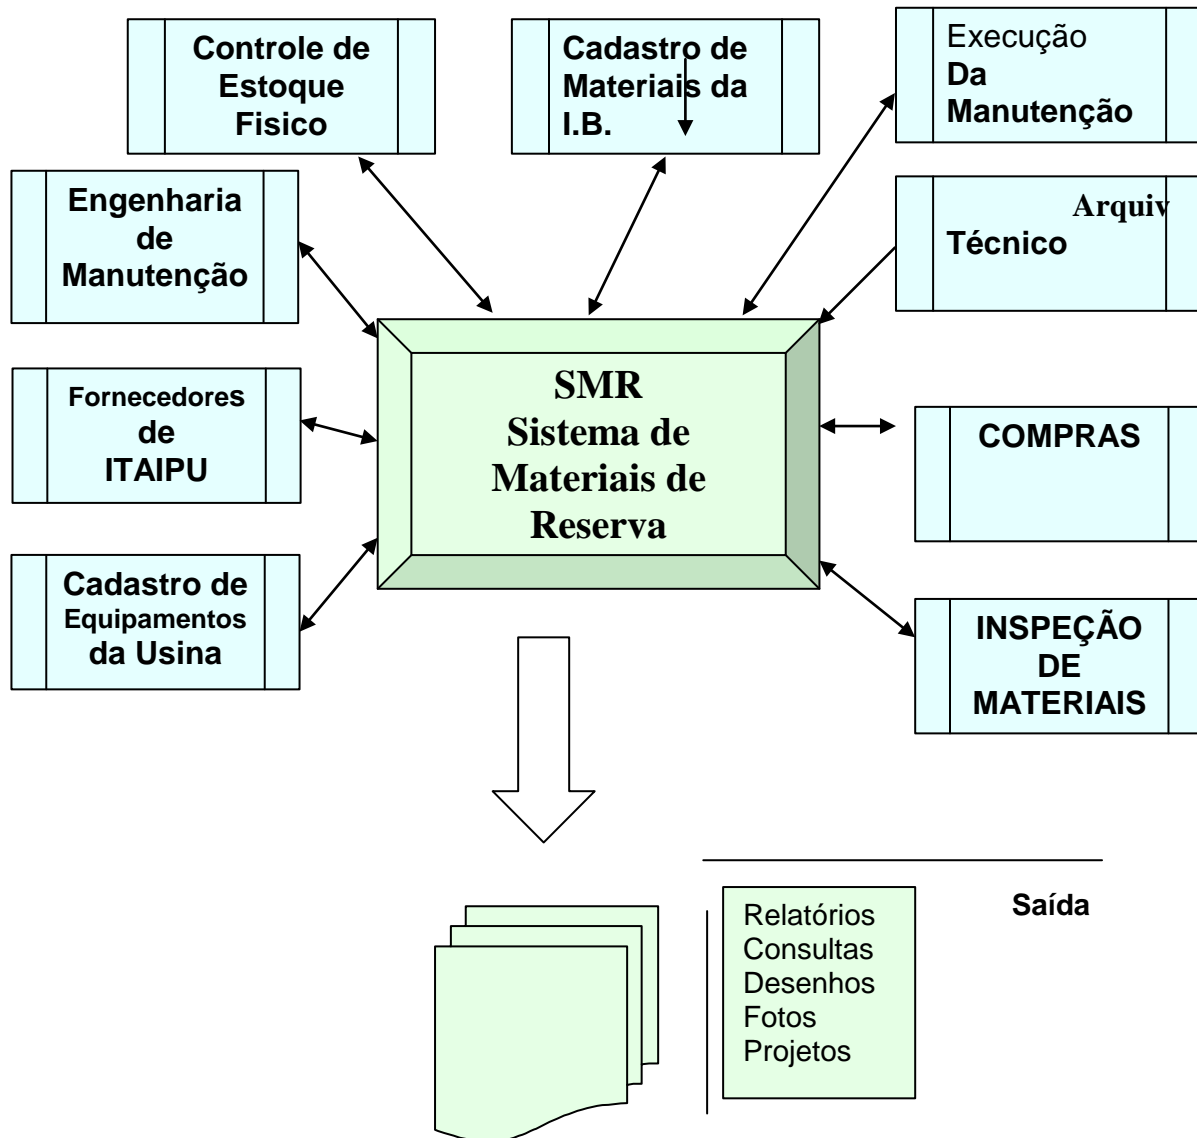 Controle de
Estoque
Fisico
Cadastro de
Materiais da
I.B.
Execução
Da
Manutenção
Engenharia
de
Manutenção
Arquiv
Técnico
SMR
Sistema de
Materiais de
Reserva
Fornecedores
de
ITAIPU
COMPRAS
Cadastro de
Equipamentos
da Usina
INSPEÇÃO
DE
MATERIAIS
Saída
Relatórios
Consultas
Desenhos
Fotos
Projetos